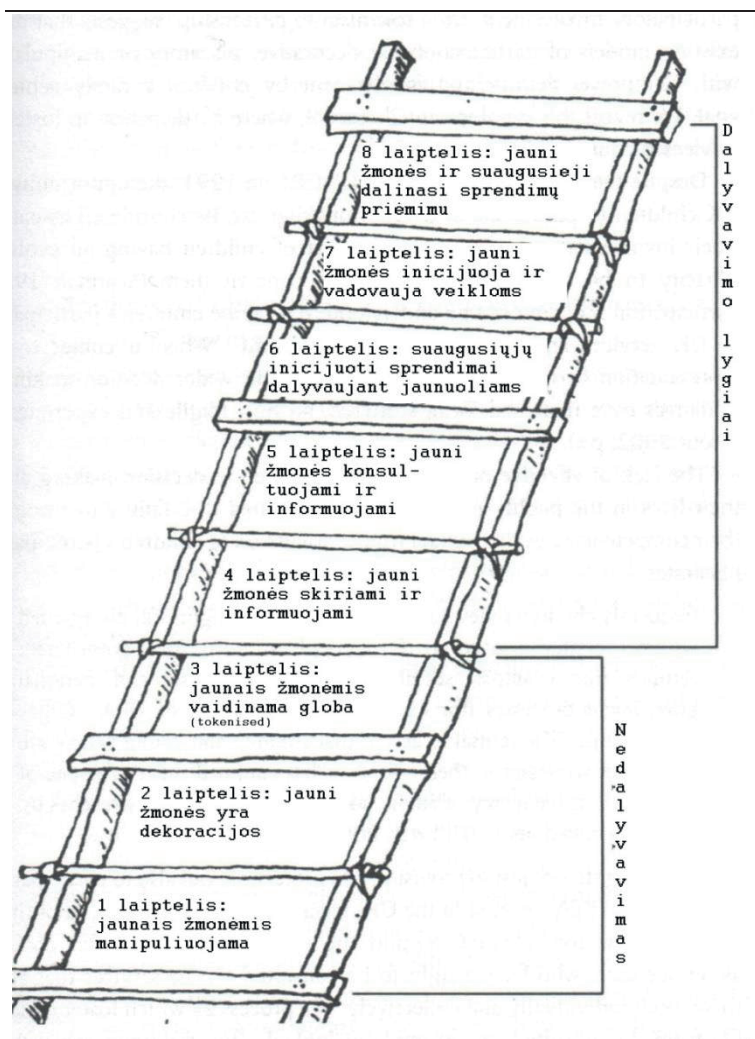 8 laiptelis: jauni
žmonės ir suaugusieji
dalinasi sprendimų
priėmimu
7 laiptelis: jauni
žmonės inicijuoja ir
vadovauja veikloms
6 laiptelis: suaugusiųjų
inicijuoti sprendimai
dalyvaujant jaunuoliams
5 laiptelis: jauni
žmonės konsul-
tuojami ir
informuojami
4 laiptelis: jauni
žmonės skiriami ir
informuojami
3 laiptelis:
jaunais žmonėmis
vaidinama globa
(tokenised)
2 laiptelis: jauni
žmonės yra
dekoracijos
1 laiptelis:
jaunais žmonėmis
manipuliuojama
Dalyvavimo lygiai
Nedalyvavimas